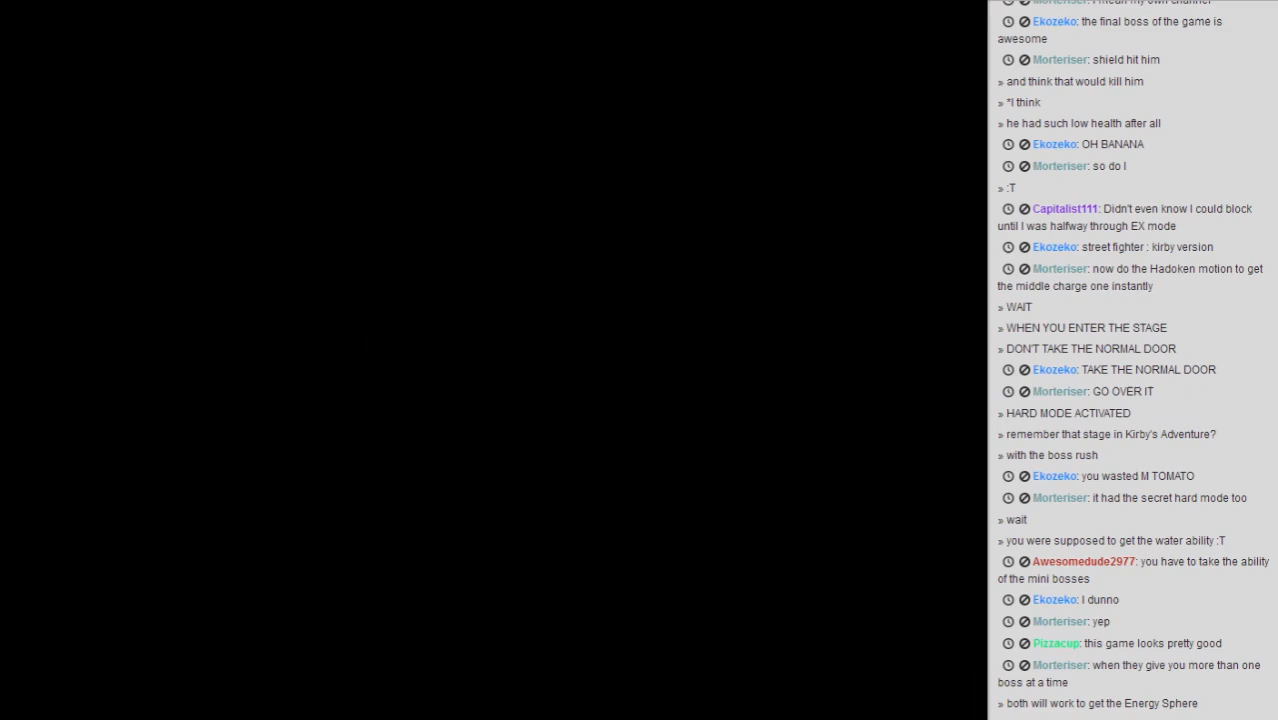 Morteriser: I mean my own channel
Ekozeko: the final boss of the game is
awesome
Morteriser: shield hit him
» and think that would kill him
» *I think
» he had such low health after all
Ekozeko: OH BANANA
Morteriser: so do I
» :T
Capitalist111: Didn't even know I could block
until I was halfway through EX mode
Ekozeko: street fighter : kirby version
Morteriser: now do the Hadoken motion to get
the middle charge one instantly
» WAIT
» WHEN YOU ENTER THE STAGE
» DON'T TAKE THE NORMAL DOOR
Ekozeko: TAKE THE NORMAL DOOR
Morteriser: GO OVER IT
» HARD MODE ACTIVATED
» remember that stage in Kirby's Adventure?
» with the boss rush
Ekozeko: you wasted M TOMATO
Morteriser: it had the secret hard mode too
» wait
» you were supposed to get the water ability :T
Awesomedude2977: you have to take the ability
of the mini bosses
Ekozeko: I dunno
Morteriser: yep
Pizzacup: this game looks pretty good
Morteriser: when they give you more than one
boss at a time
» both will work to get the Energy Sphere